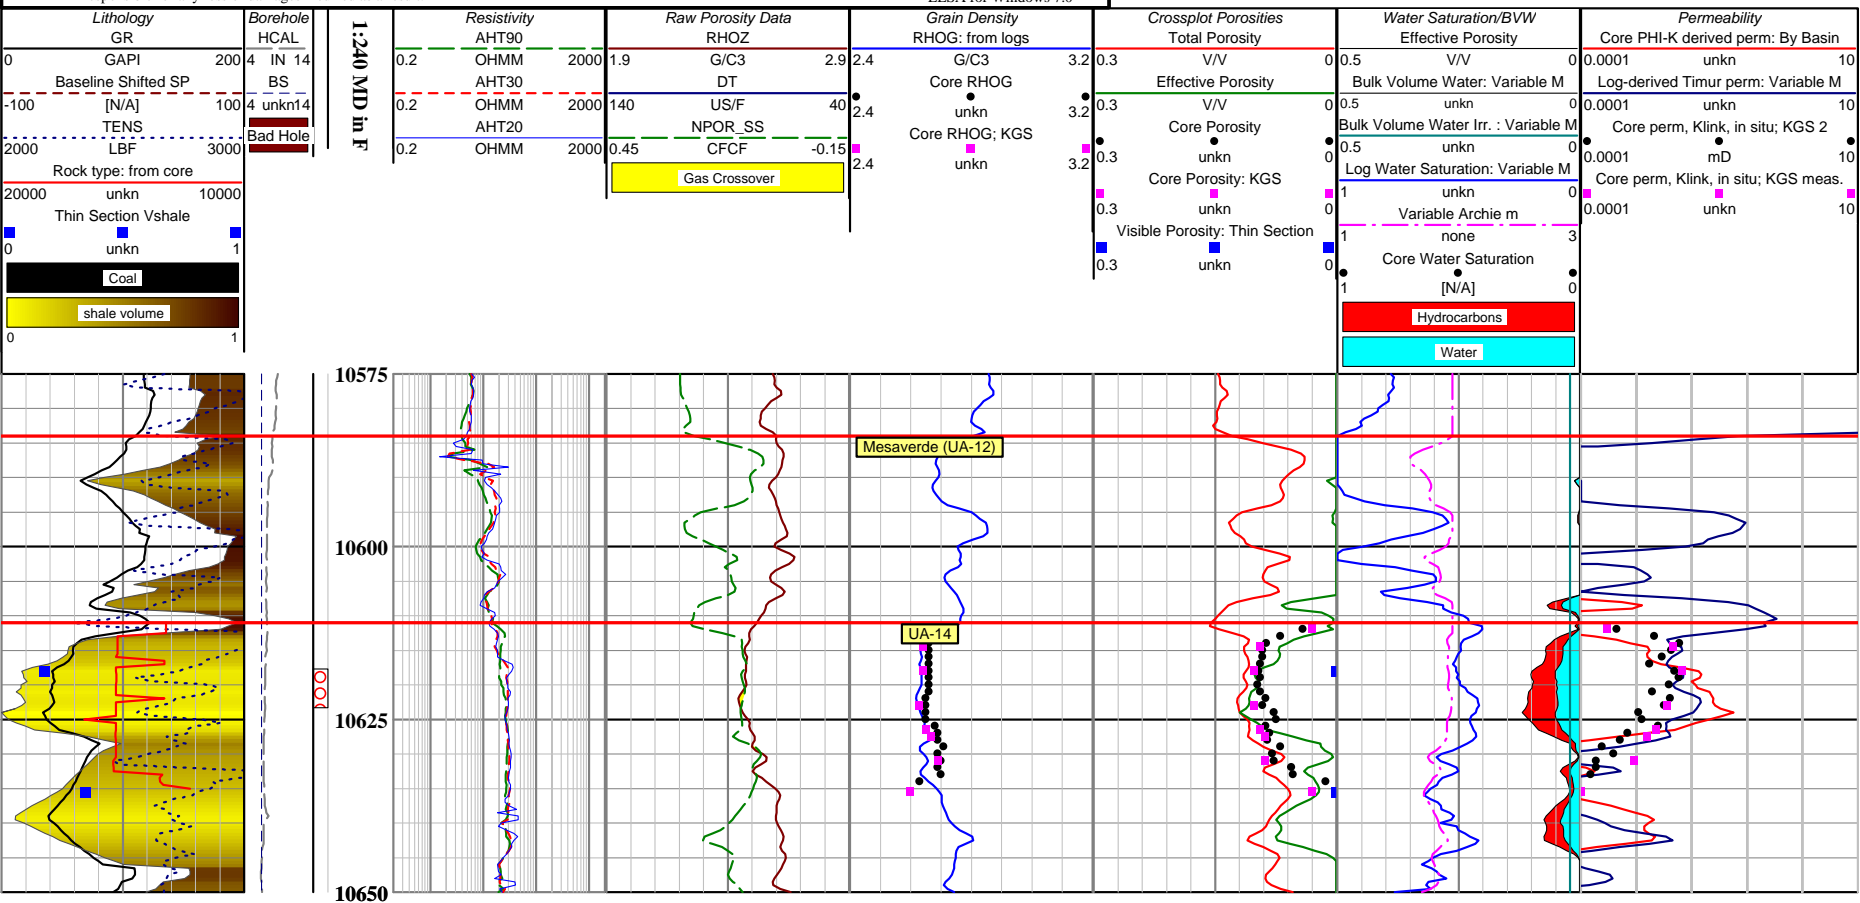 Lithology
GR
0 GAPI 200
Baseline Shifted SP
-100 [N/A] 100
TENS
2000 LBF 3000
Rock type: from core
20000 unkn 10000
Thin Section Vshale
0 unkn 1
Coal
shale volume
0 1
Borehole
HCAL
4 IN 14
BS
4 unkn14
Bad Hole
1:240 MD in F
Resistivity
AHT90
0.2 OHMM 2000
AHT30
0.2 OHMM 2000
AHT20
0.2 OHMM 2000
Raw Porosity Data
RHOZ
1.9 G/C3 2.9
DT
140 US/F 40
NPOR_SS
0.45 CFCF -0.15
Gas Crossover
Grain Density
RHOG: from logs
2.4 G/C3 3.2
Core RHOG
2.4 unkn 3.2
Core RHOG; KGS
2.4 unkn 3.2
Crossplot Porosities
Total Porosity
0.3 V/V 0
Effective Porosity
0.3 V/V 0
Core Porosity
0.3 unkn 0
Core Porosity: KGS
0.3 unkn 0
Visible Porosity: Thin Section
0.3 unkn 0
Water Saturation/BVW
Effective Porosity
0.5 V/V 0
Bulk Volume Water: Variable M
0.5 unkn 0
Bulk Volume Water Irr. : Variable M
0.5 unkn 0
Log Water Saturation: Variable M
1 unkn 0
Variable Archie m
1 none 3
Core Water Saturation
1 [N/A] 0
Hydrocarbons
Water
Permeability
Core PHI-K derived perm: By Basin
0.0001 unkn 10
Log-derived Timur perm: Variable M
0.0001 unkn 10
Core perm, Klink, in situ; KGS 2
0.0001 mD 10
Core perm, Klink, in situ; KGS meas.
0.0001 unkn 10
10575
Mesaverde (UA-12)
10600
UA-14
10625
10650